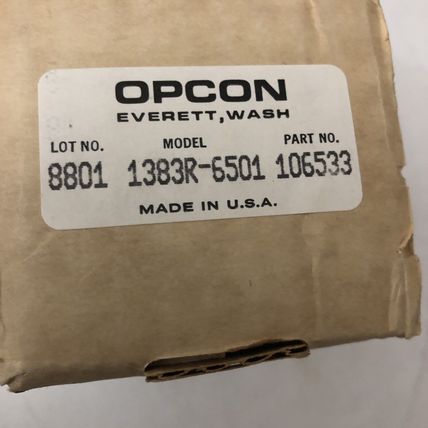 OPCON
EVERETT, WASH
LOT NO. MODEL PART NO.
8801 1383R-6501 106533
MADE IN U.S.A.